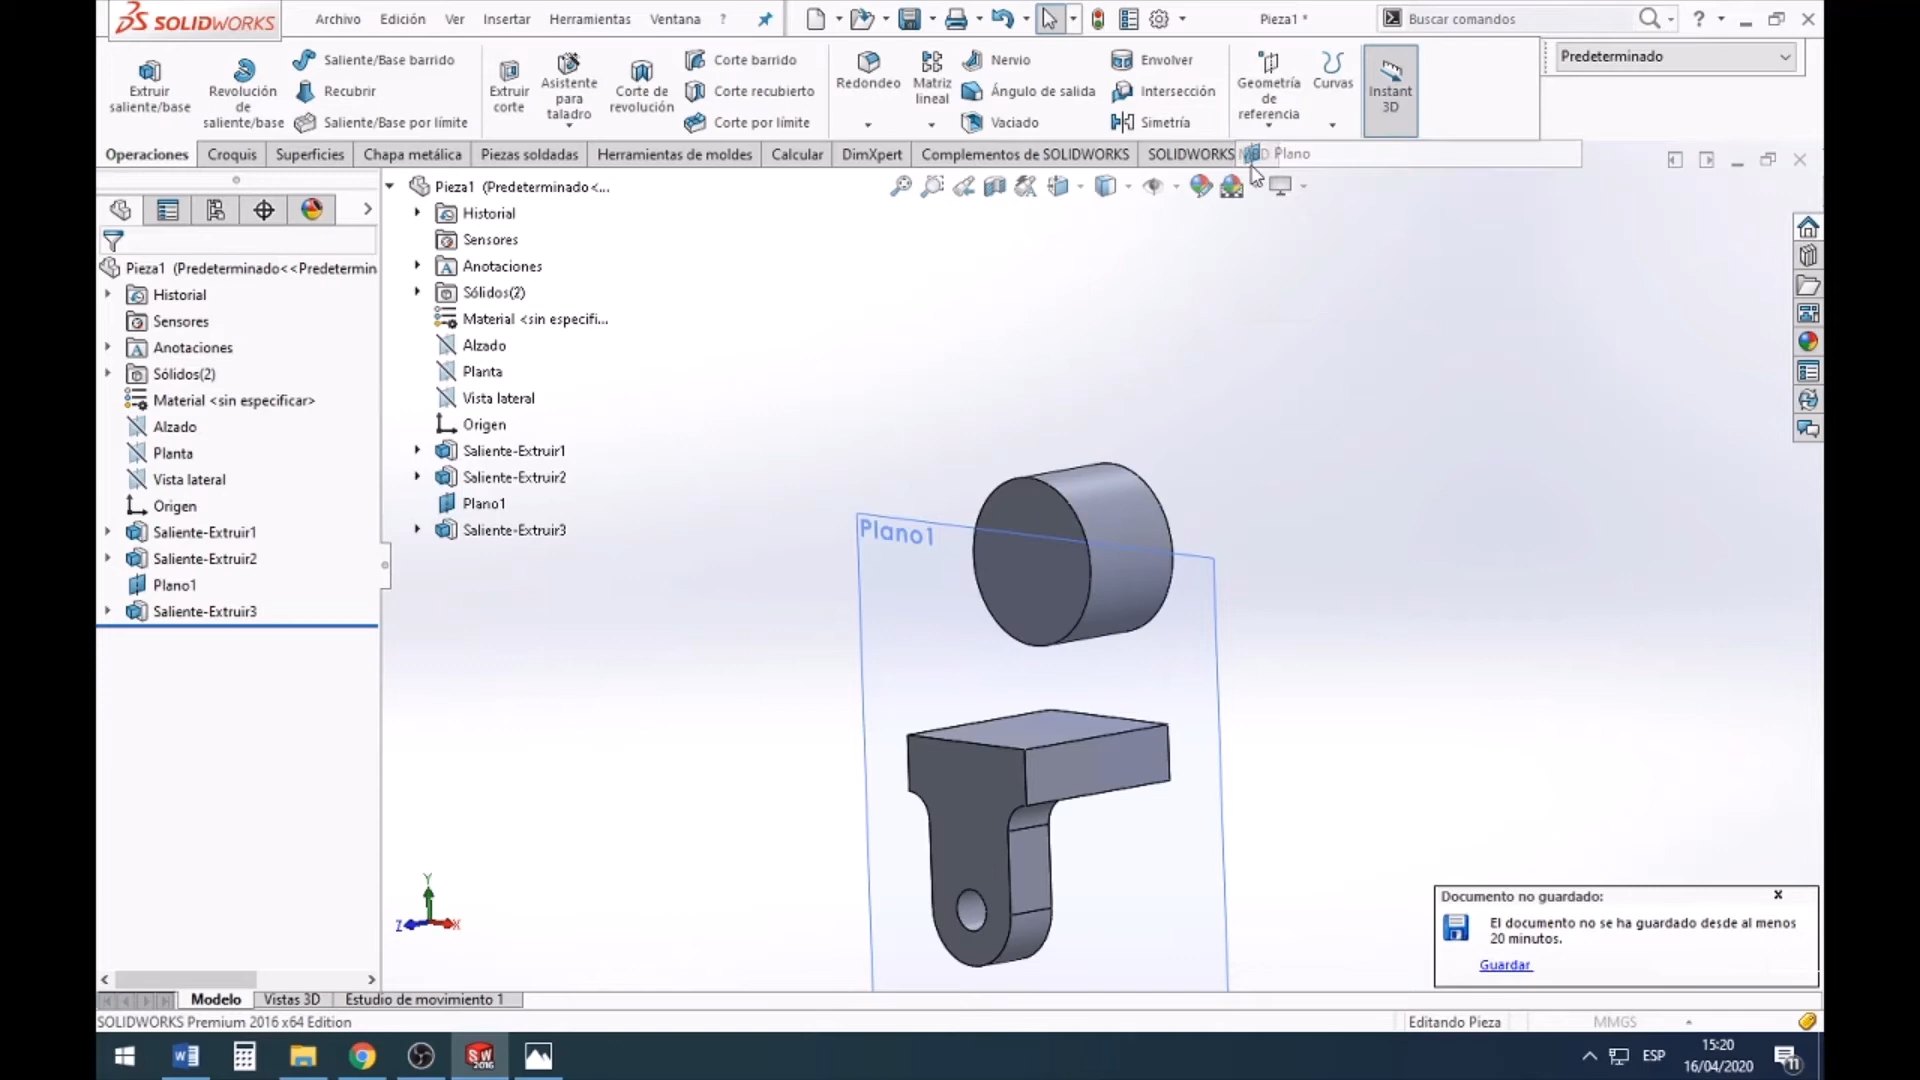 SOLIDWORKS
Archivo Edición Ver Insertar Herramientas Ventana ?
Pieza1 *
Buscar comandos
?
Extruir saliente/base
Revolución de saliente/base
Saliente/Base barrido
Recubrir
Saliente/Base por límite
Extruir corte
Asistente para taladro
Corte de revolución
Corte barrido
Corte recubierto
Corte por límite
Redondeo
Matriz lineal
Nervio
Ángulo de salida
Vaciado
Envolver
Intersección
Simetría
Geometría de referencia
Curvas
Instant 3D
Predeterminado
Operaciones Croquis Superficies Chapa metálica Piezas soldadas Herramientas de moldes Calcular DimXpert Complementos de SOLIDWORKS SOLIDWORKS MBD
Plano
Pieza1 (Predeterminado<<Predetermin
Historial
Sensores
Anotaciones
Sólidos(2)
Material <sin especificar>
Alzado
Planta
Vista lateral
Origen
Saliente-Extruir1
Saliente-Extruir2
Plano1
Saliente-Extruir3
Pieza1 (Predeterminado<...
Historial
Sensores
Anotaciones
Sólidos(2)
Material <sin especifi...
Alzado
Planta
Vista lateral
Origen
Saliente-Extruir1
Saliente-Extruir2
Plano1
Saliente-Extruir3
Plano1
Y
Z
X
Documento no guardado:
El documento no se ha guardado desde al menos
20 minutos.
Guardar
Modelo Vistas 3D Estudio de movimiento 1
SOLIDWORKS Premium 2016 x64 Edition
Editando Pieza
MMGS
ESP
15:20
16/04/2020
11
SW
2016